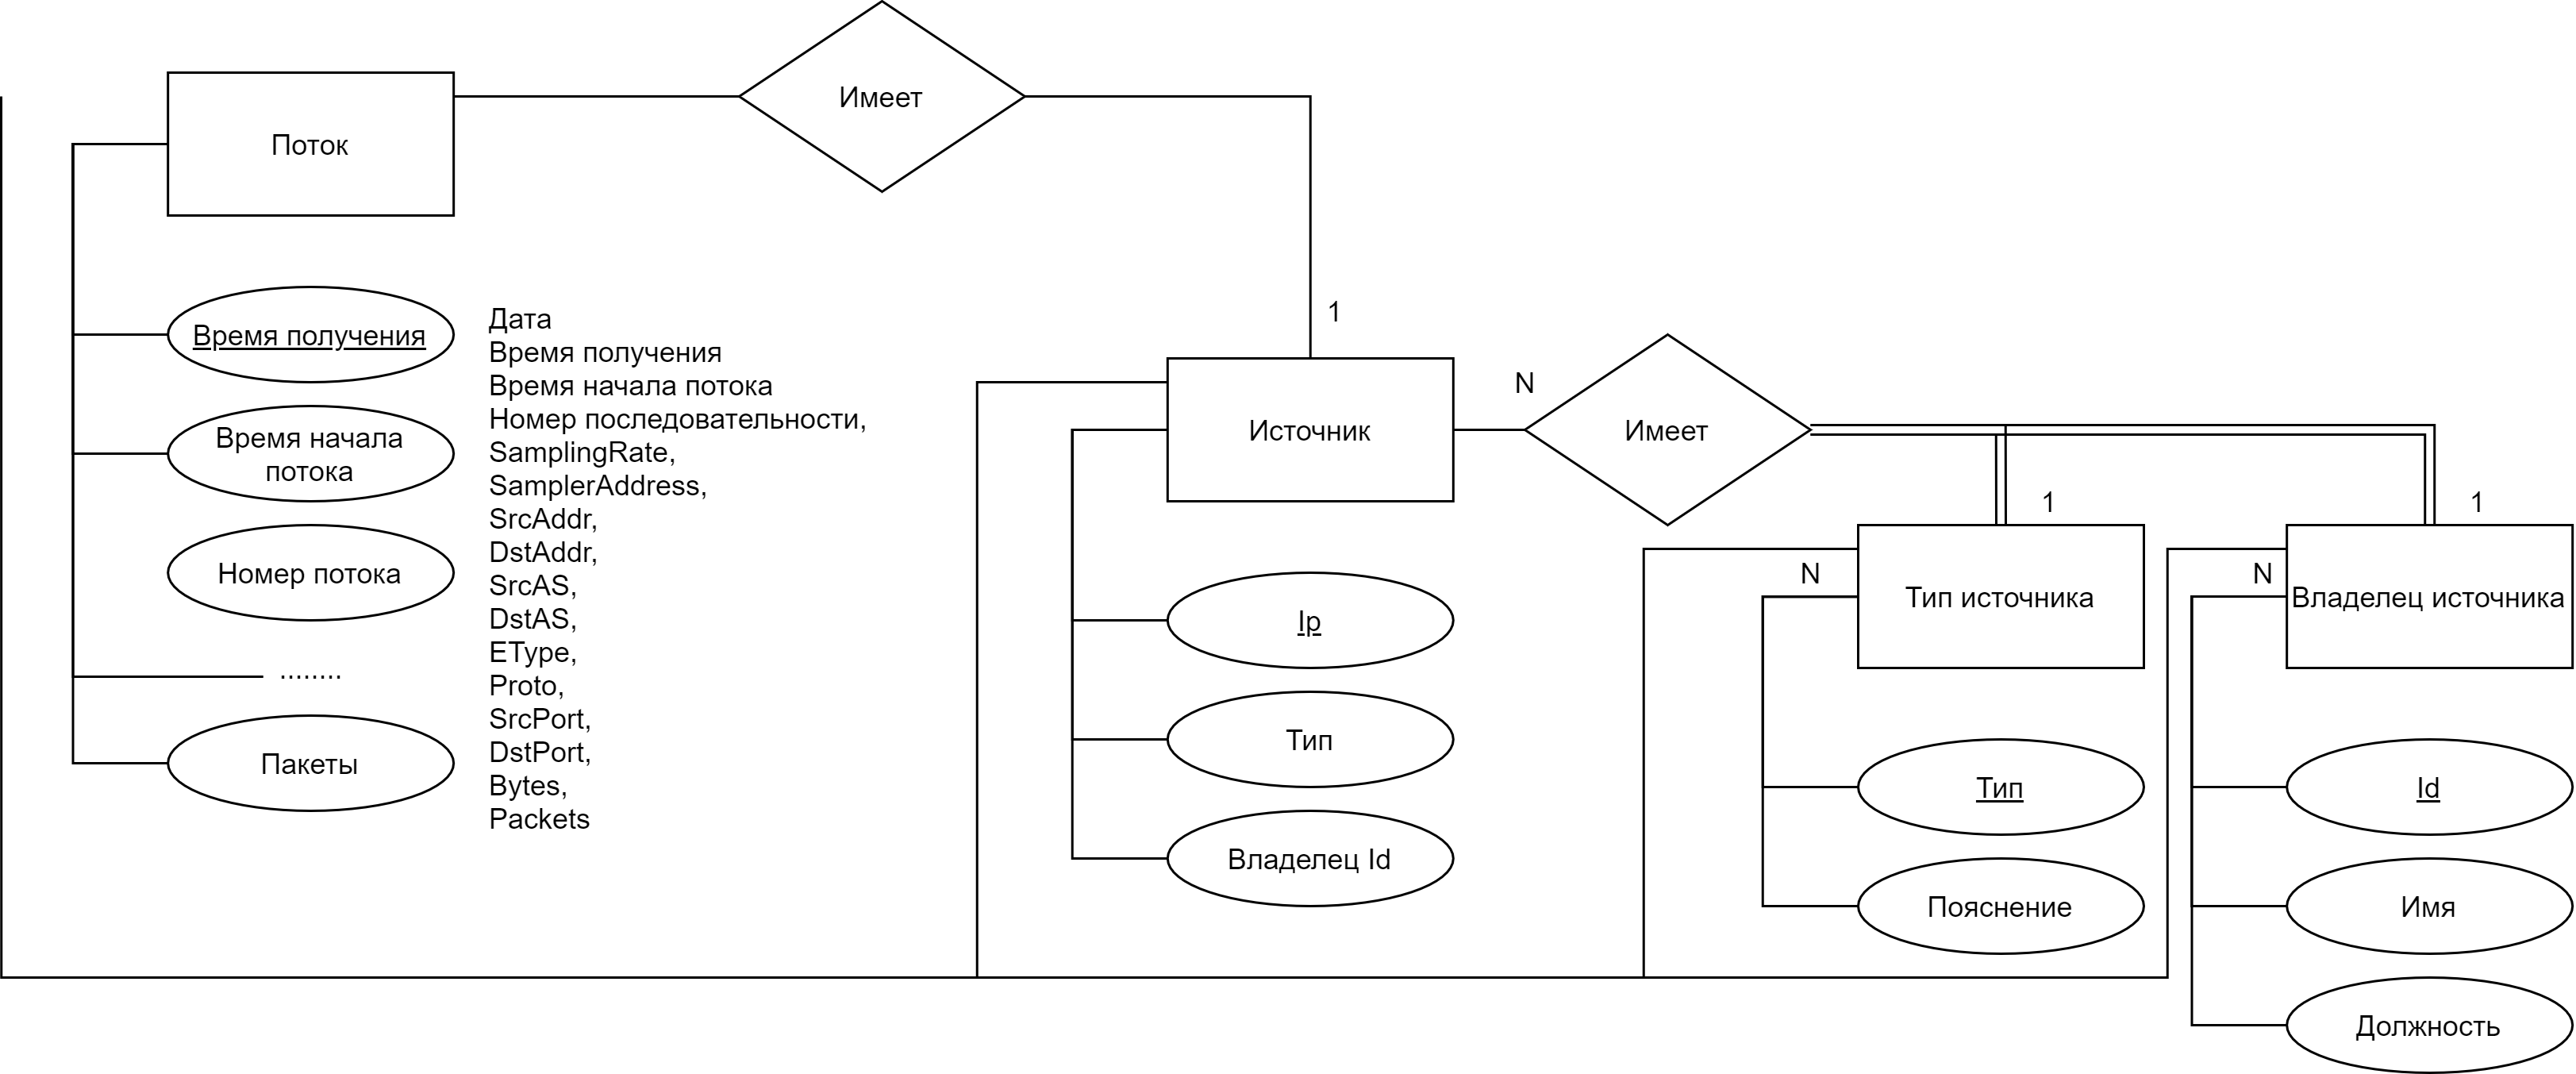 Имеет
Поток
Время получения
Время начала
потока
Номер потока
........
Пакеты
Дата
Время получения
Время начала потока
Номер последовательности,
SamplingRate,
SamplerAddress,
SrcAddr,
DstAddr,
SrcAS,
DstAS,
EType,
Proto,
SrcPort,
DstPort,
Bytes,
Packets
1
Источник
N
Имеет
Ip
Тип
Владелец Id
1
N
Тип источника
Тип
Пояснение
1
N
Владелец источника
Id
Имя
Должность